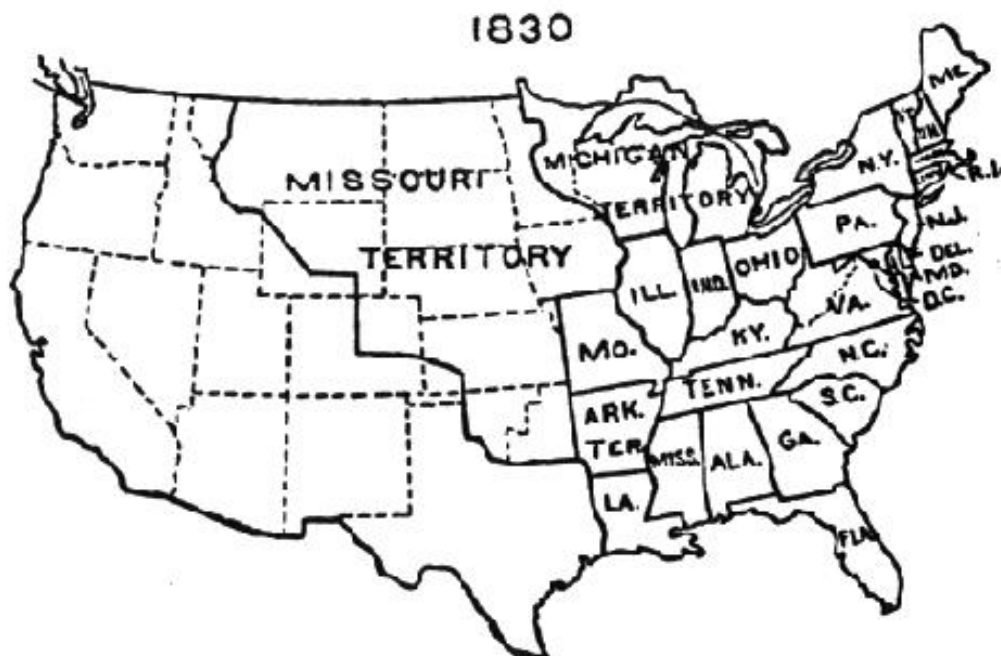 1830
ME.
N.Y.
R.I.
MICHIGAN
TERRITORY
MISSOURI
TERRITORY
PA.
N.J.
DEL.
MD.
D.C.
OHIO
IND.
ILL.
VA.
KY.
MO.
N.C.
TENN.
S.C.
ARK.
TER.
MISS.
ALA.
GA.
LA.
FLA.